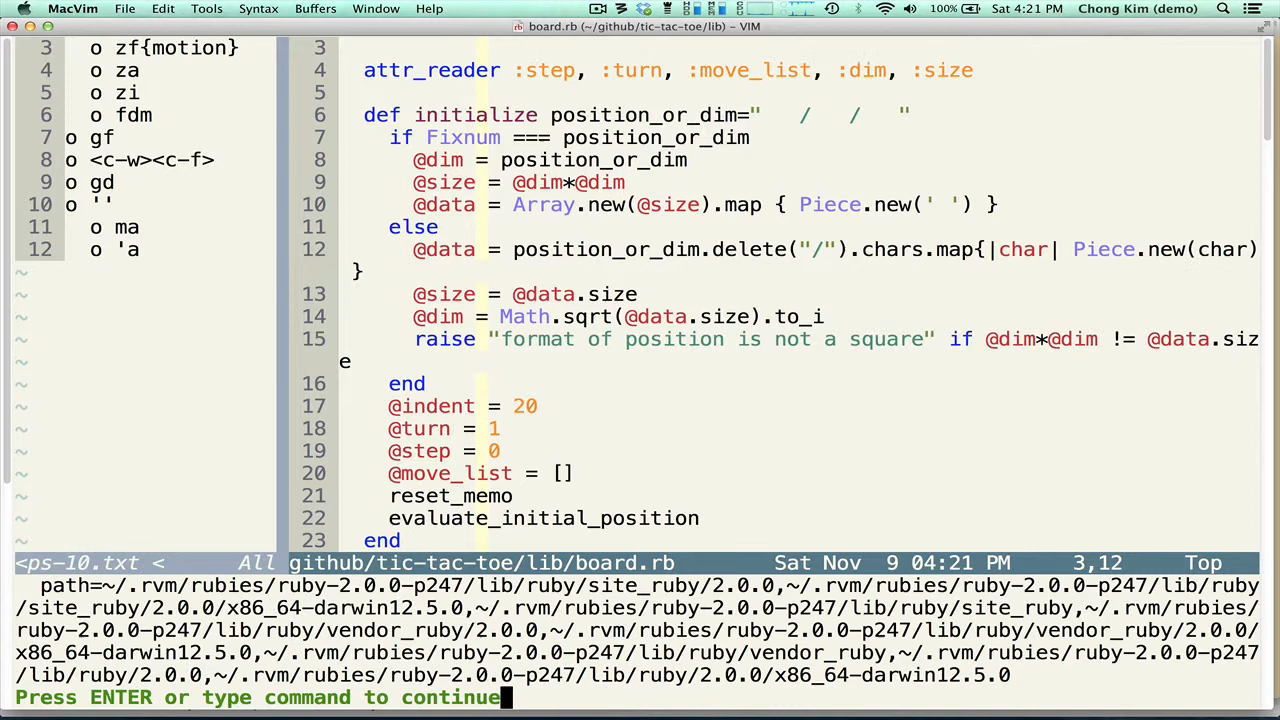 MacVim File Edit Tools Syntax Buffers Window Help 100% Sat 4:21 PM Chong Kim (demo)
board.rb (~/github/tic-tac-toe/lib) – VIM
3 o zf{motion}
4 o za
5 o zi
6 o fdm
7 o gf
8 o <c-w><c-f>
9 o gd
10 o ''
11 o ma
12 o 'a
~
~
~
~
~
~
~
~
~
~
~
~
<ps-10.txt < All
3
4 attr_reader :step, :turn, :move_list, :dim, :size
5
6 def initialize position_or_dim="   /   /   "
7 if Fixnum === position_or_dim
8 @dim = position_or_dim
9 @size = @dim*@dim
10 @data = Array.new(@size).map { Piece.new(' ') }
11 else
12 @data = position_or_dim.delete("/").chars.map{|char| Piece.new(char)
}
13 @size = @data.size
14 @dim = Math.sqrt(@data.size).to_i
15 raise "format of position is not a square" if @dim*@dim != @data.siz
e
16 end
17 @indent = 20
18 @turn = 1
19 @step = 0
20 @move_list = []
21 reset_memo
22 evaluate_initial_position
23 end
github/tic-tac-toe/lib/board.rb Sat Nov 9 04:21 PM 3,12 Top
path=~/.rvm/rubies/ruby-2.0.0-p247/lib/ruby/site_ruby/2.0.0,~/.rvm/rubies/ruby-2.0.0-p247/lib/ruby
/site_ruby/2.0.0/x86_64-darwin12.5.0,~/.rvm/rubies/ruby-2.0.0-p247/lib/ruby/site_ruby,~/.rvm/rubies/
ruby-2.0.0-p247/lib/ruby/vendor_ruby/2.0.0,~/.rvm/rubies/ruby-2.0.0-p247/lib/ruby/vendor_ruby/2.0.0/
x86_64-darwin12.5.0,~/.rvm/rubies/ruby-2.0.0-p247/lib/ruby/vendor_ruby,~/.rvm/rubies/ruby-2.0.0-p247
/lib/ruby/2.0.0,~/.rvm/rubies/ruby-2.0.0-p247/lib/ruby/2.0.0/x86_64-darwin12.5.0
Press ENTER or type command to continue